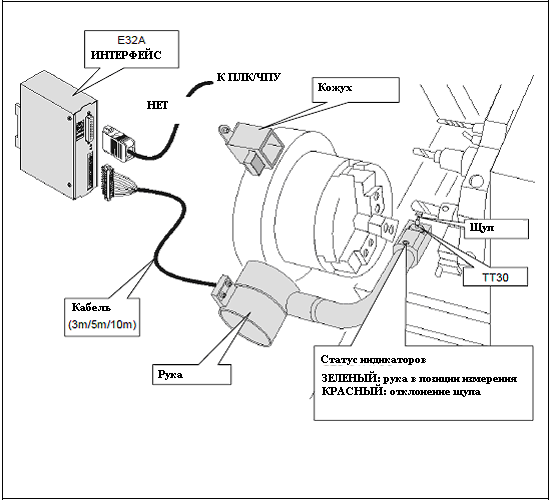 E32A
ИНТЕРФЕЙС
К ПЛК/ЧПУ
НЕТ
Кожух
Щуп
TT30
Кабель
(3m/5m/10m)
Рука
Статус индикаторов
ЗЕЛЕНЫЙ: рука в позиции измерения
КРАСНЫЙ: отклонение щупа